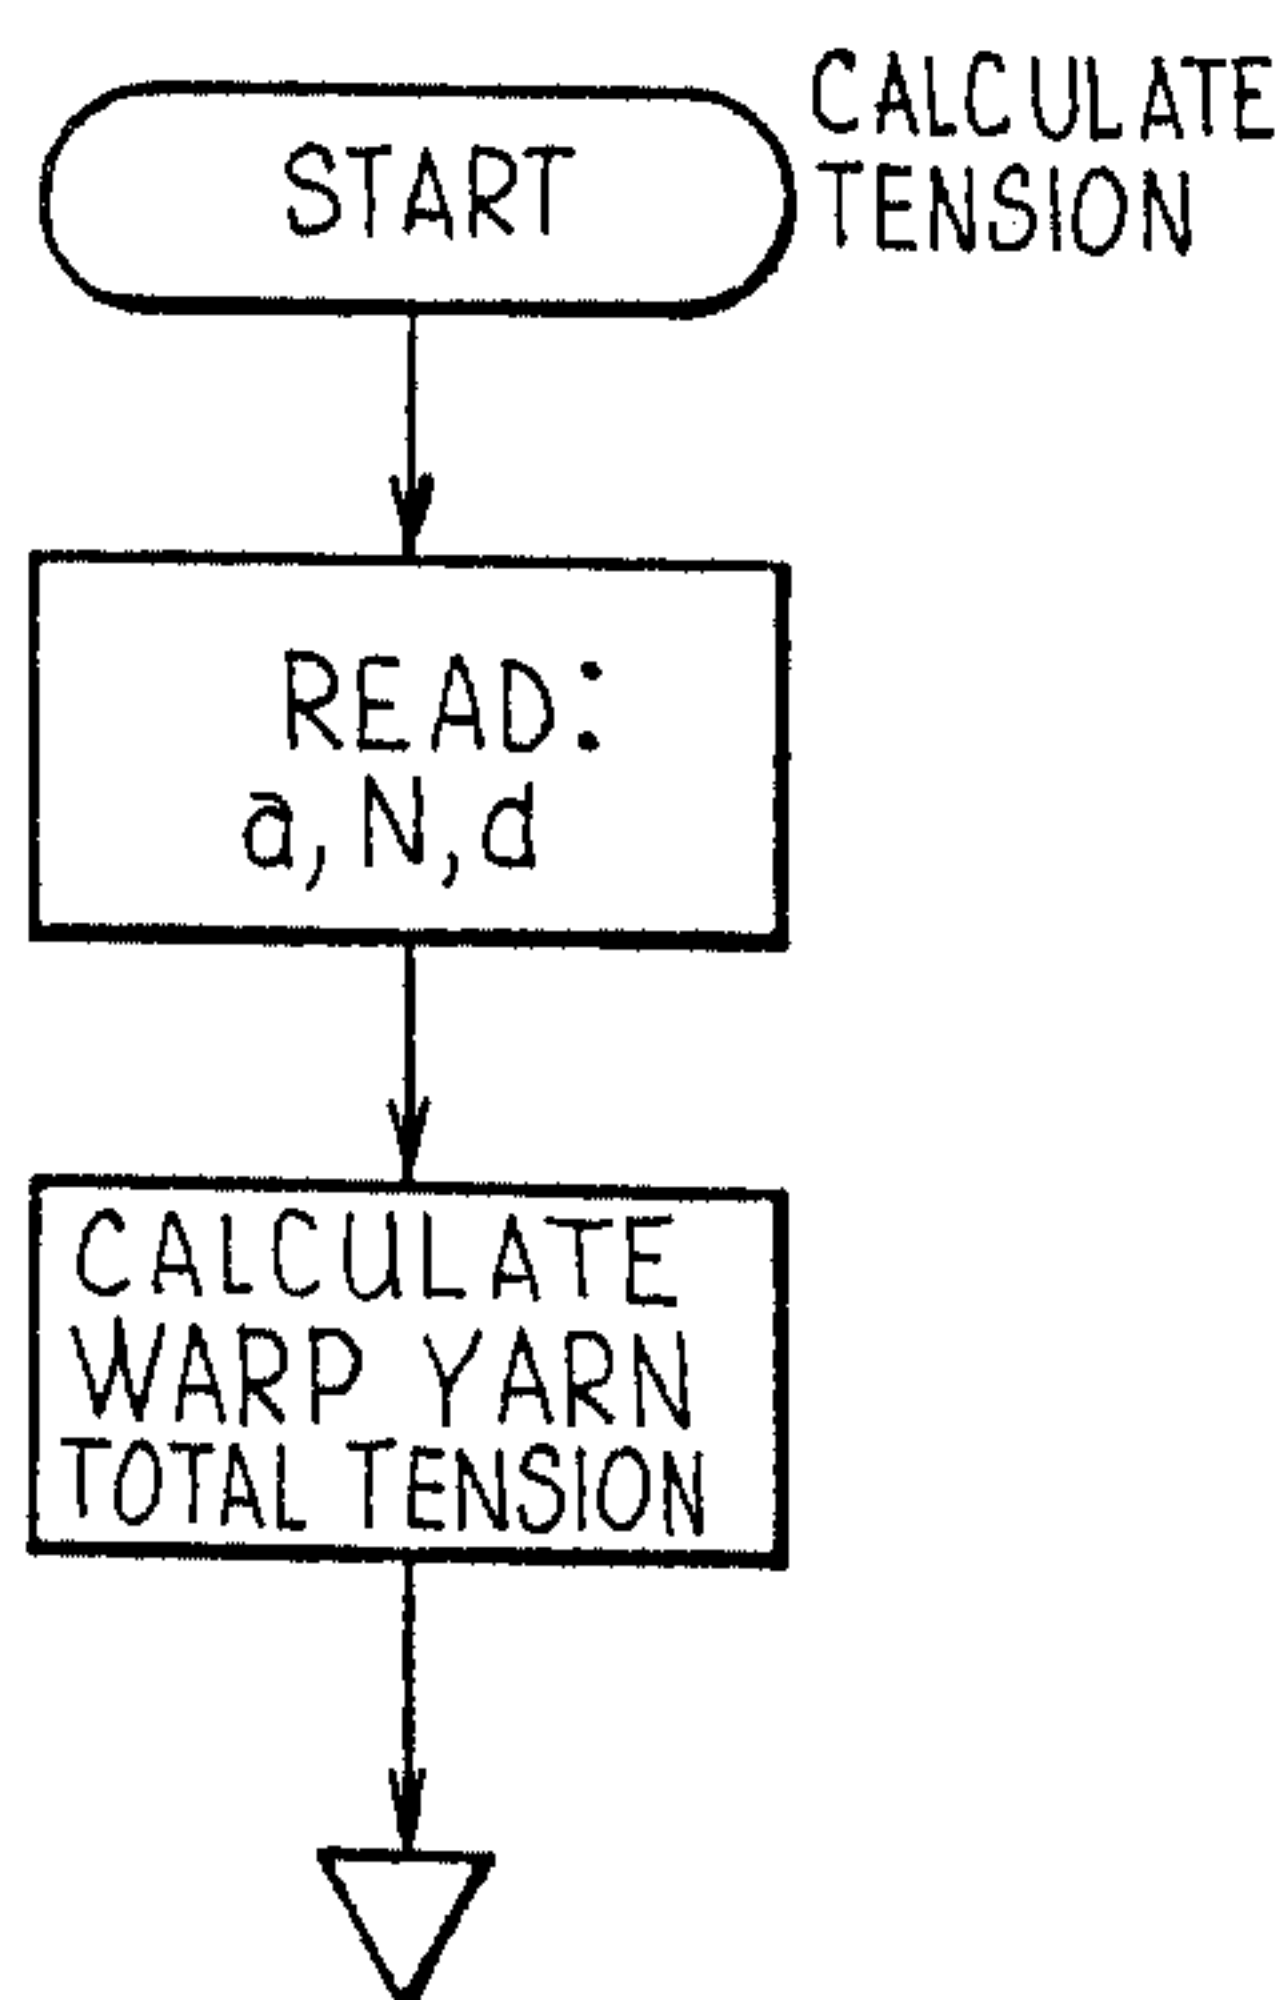 CALCULATE
TENSION
START
READ:
a, N, d
CALCULATE
WARP YARN
TOTAL TENSION